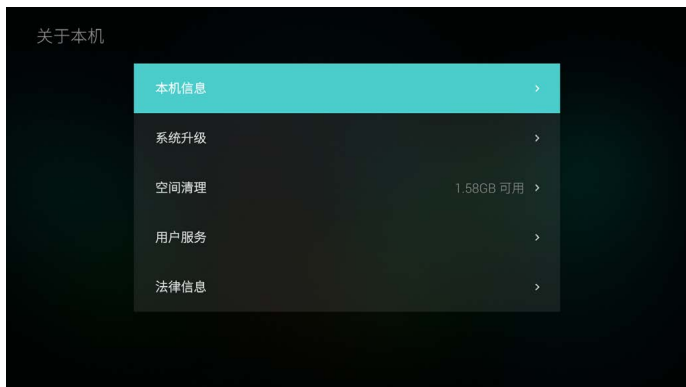 关于本机
本机信息
系统升级
空间清理 1.58GB 可用
用户服务
法律信息